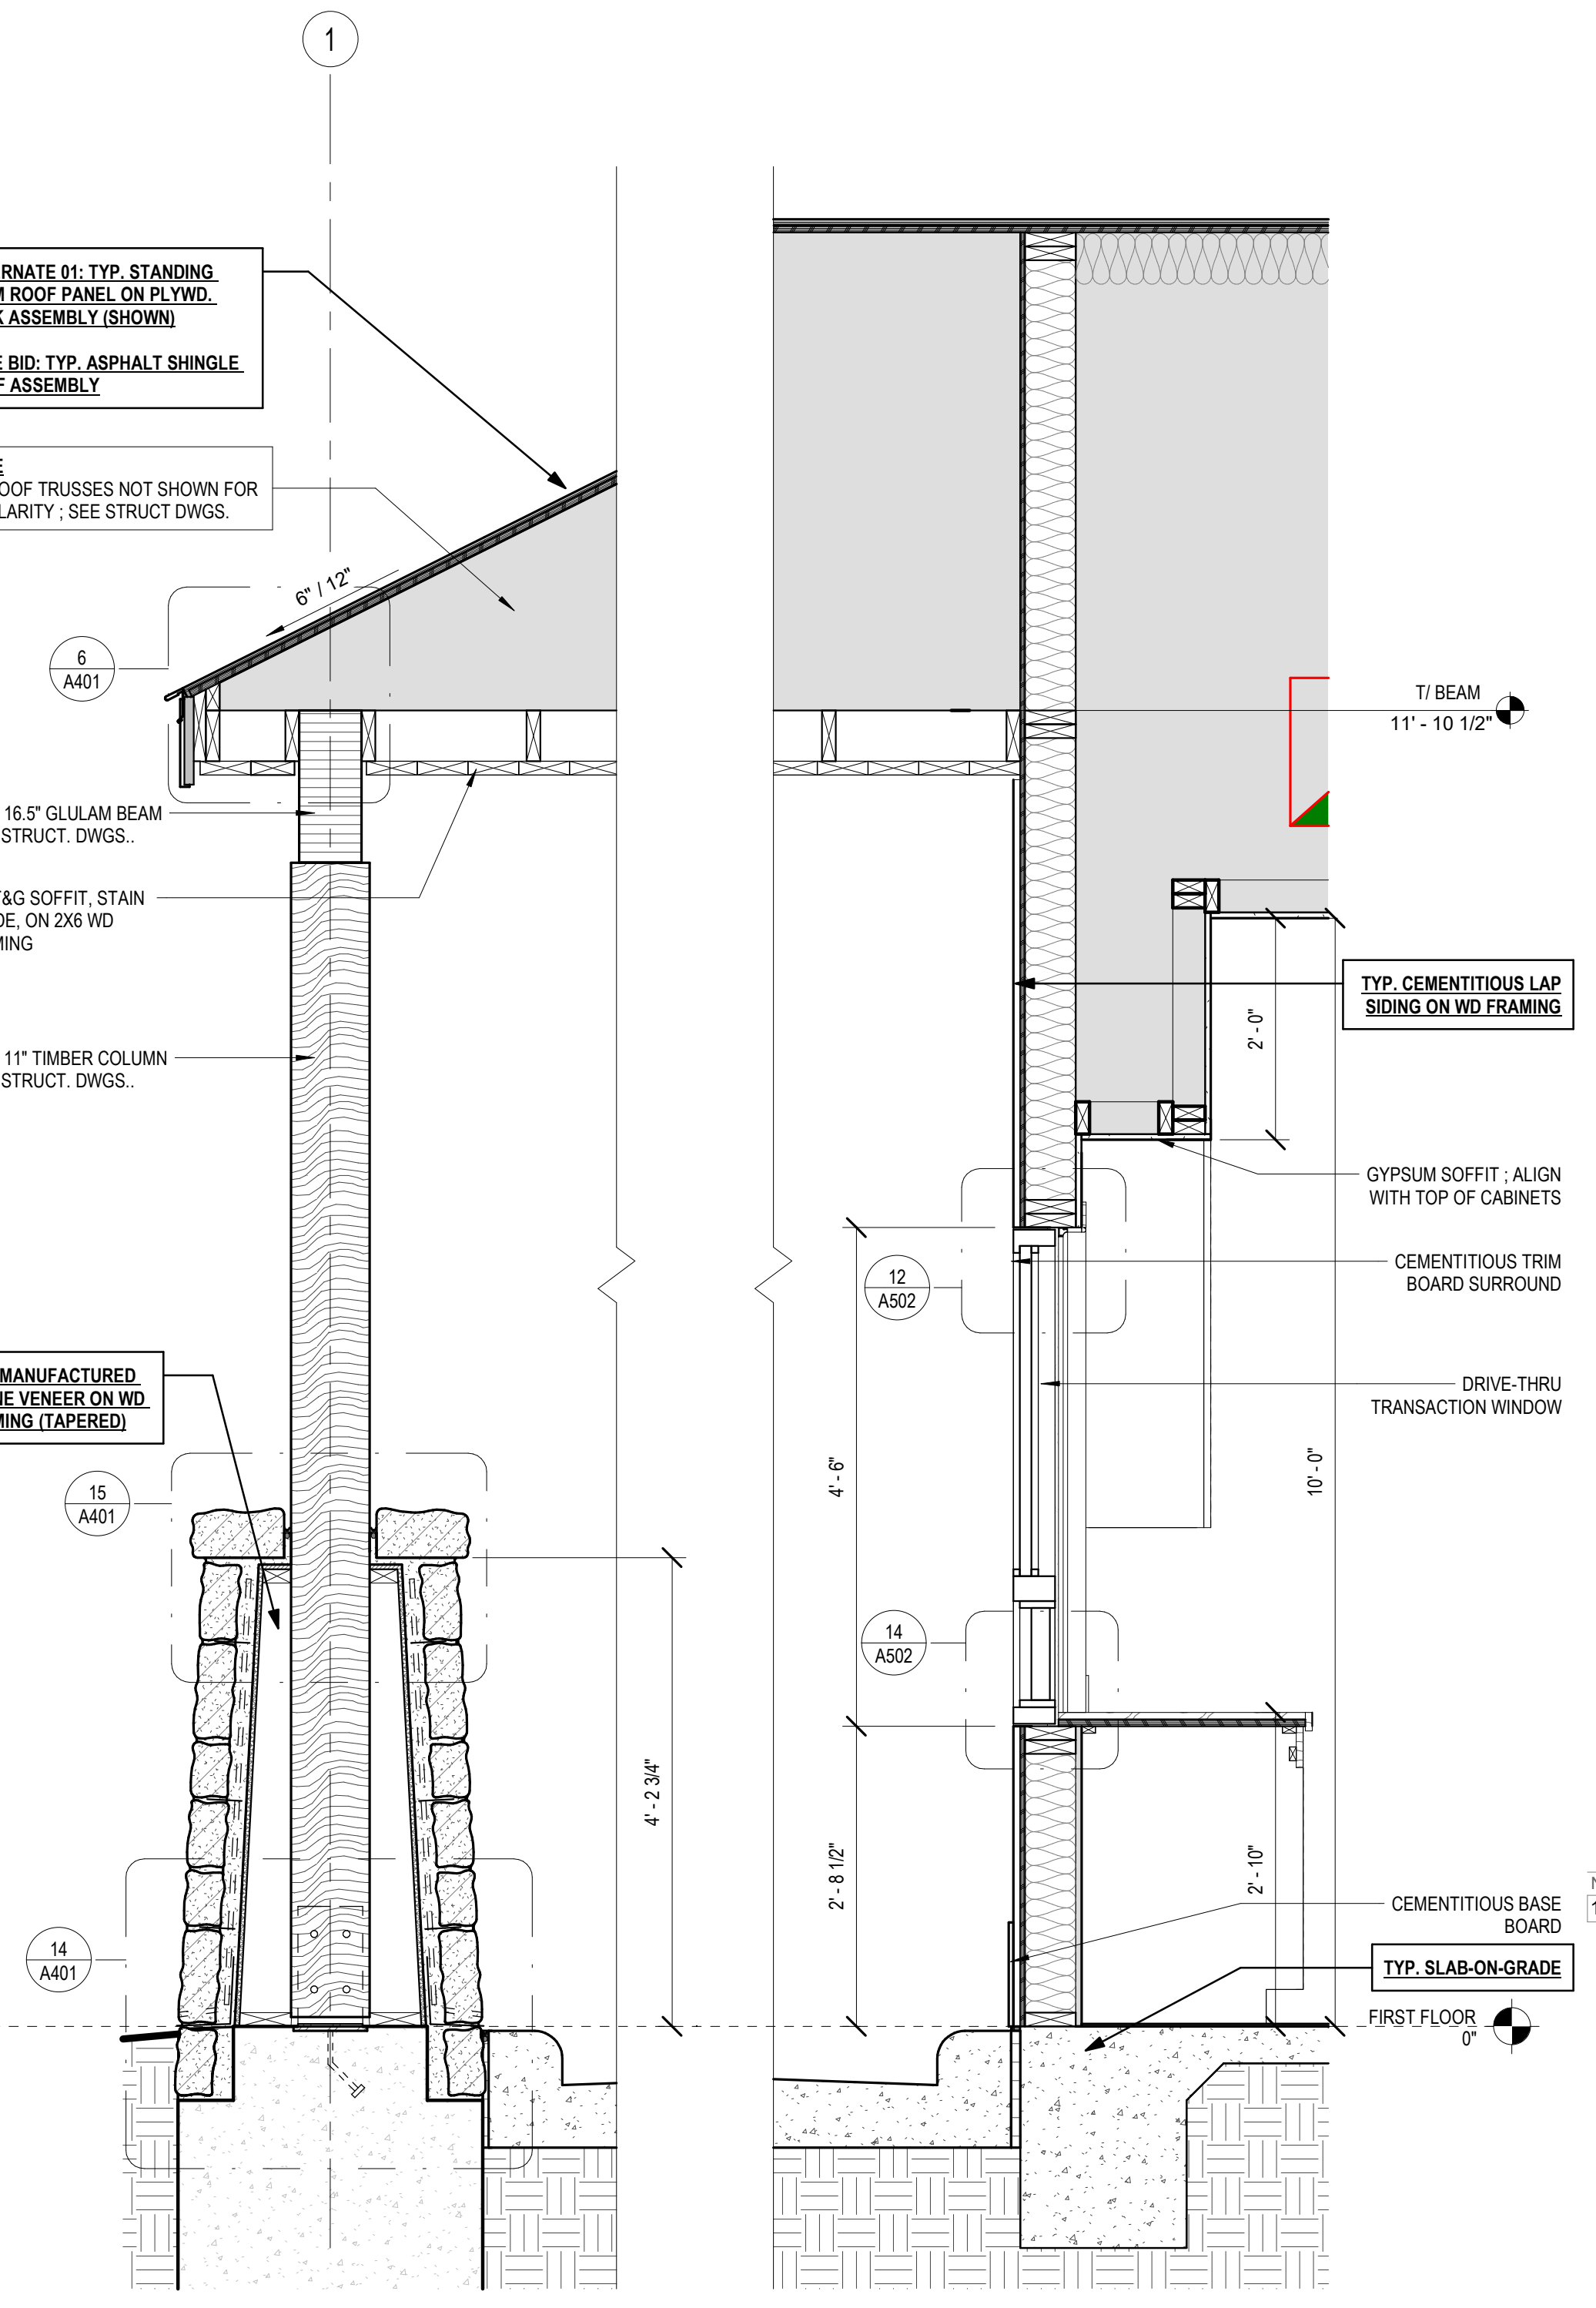 1
RNATE 01: TYP. STANDING
M ROOF PANEL ON PLYWD.
K ASSEMBLY (SHOWN)
E BID: TYP. ASPHALT SHINGLE
F ASSEMBLY
E
OOF TRUSSES NOT SHOWN FOR
LARITY ; SEE STRUCT DWGS.
6" / 12"
6
A401
T/ BEAM
11' - 10 1/2"
16.5" GLULAM BEAM
STRUCT. DWGS..
T&G SOFFIT, STAIN
DE, ON 2X6 WD
MING
TYP. CEMENTITIOUS LAP
SIDING ON WD FRAMING
2' - 0"
11" TIMBER COLUMN
STRUCT. DWGS..
GYPSUM SOFFIT ; ALIGN
WITH TOP OF CABINETS
12
A502
CEMENTITIOUS TRIM
BOARD SURROUND
MANUFACTURED
NE VENEER ON WD
MING (TAPERED)
DRIVE-THRU
TRANSACTION WINDOW
4' - 6"
10' - 0"
15
A401
14
A502
4' - 2 3/4"
2' - 8 1/2"
2' - 10"
CEMENTITIOUS BASE
BOARD
14
A401
TYP. SLAB-ON-GRADE
FIRST FLOOR
0"